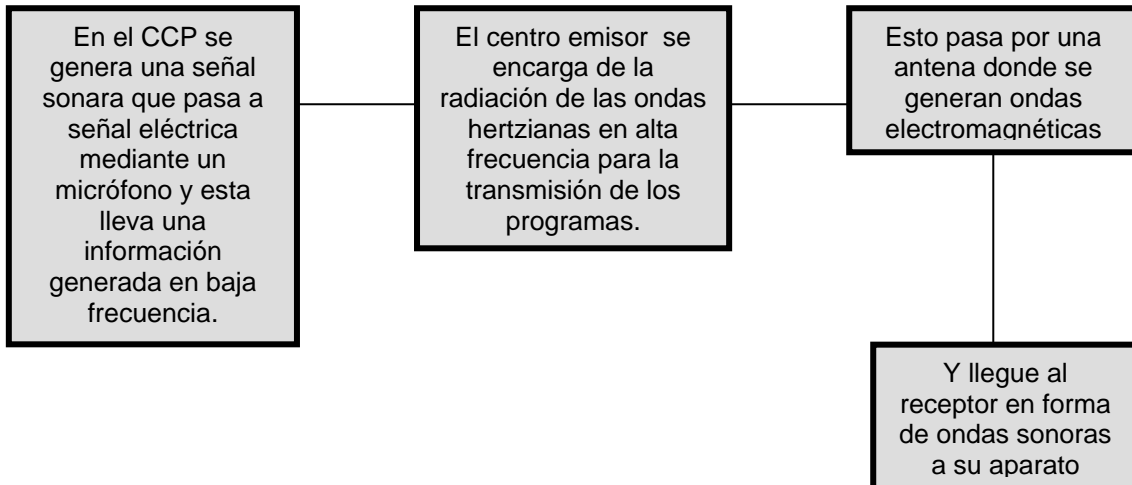 En el CCP se
genera una señal
sonara que pasa a
señal eléctrica
mediante un
micrófono y esta
lleva una
información
generada en baja
frecuencia.
El centro emisor se
encarga de la
radiación de las ondas
hertzianas en alta
frecuencia para la
transmisión de los
programas.
Esto pasa por una
antena donde se
generan ondas
electromagnéticas
Y llegue al
receptor en forma
de ondas sonoras
a su aparato